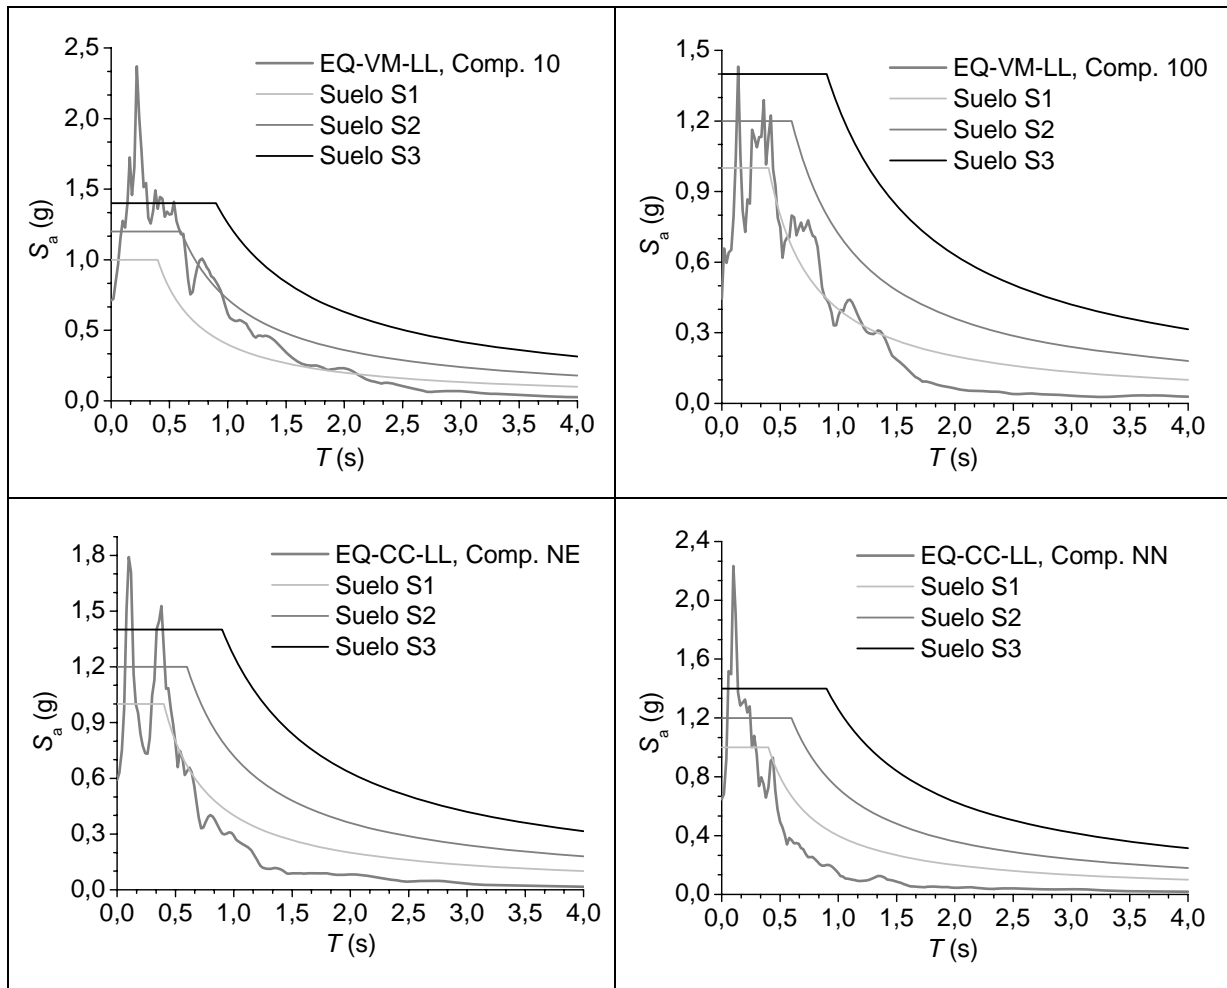 EQ-VM-LL, Comp. 10
Suelo S1
Suelo S2
Suelo S3
2,5
2,0
1,5
1,0
0,5
0,0
Sa (g)
0,0 0,5 1,0 1,5 2,0 2,5 3,0 3,5 4,0
T (s)
EQ-VM-LL, Comp. 100
Suelo S1
Suelo S2
Suelo S3
1,5
1,2
0,9
0,6
0,3
0,0
Sa (g)
0,0 0,5 1,0 1,5 2,0 2,5 3,0 3,5 4,0
T (s)
EQ-CC-LL, Comp. NE
Suelo S1
Suelo S2
Suelo S3
1,8
1,5
1,2
0,9
0,6
0,3
0,0
Sa (g)
0,0 0,5 1,0 1,5 2,0 2,5 3,0 3,5 4,0
T (s)
EQ-CC-LL, Comp. NN
Suelo S1
Suelo S2
Suelo S3
2,4
2,0
1,6
1,2
0,8
0,4
0,0
Sa (g)
0,0 0,5 1,0 1,5 2,0 2,5 3,0 3,5 4,0
T (s)